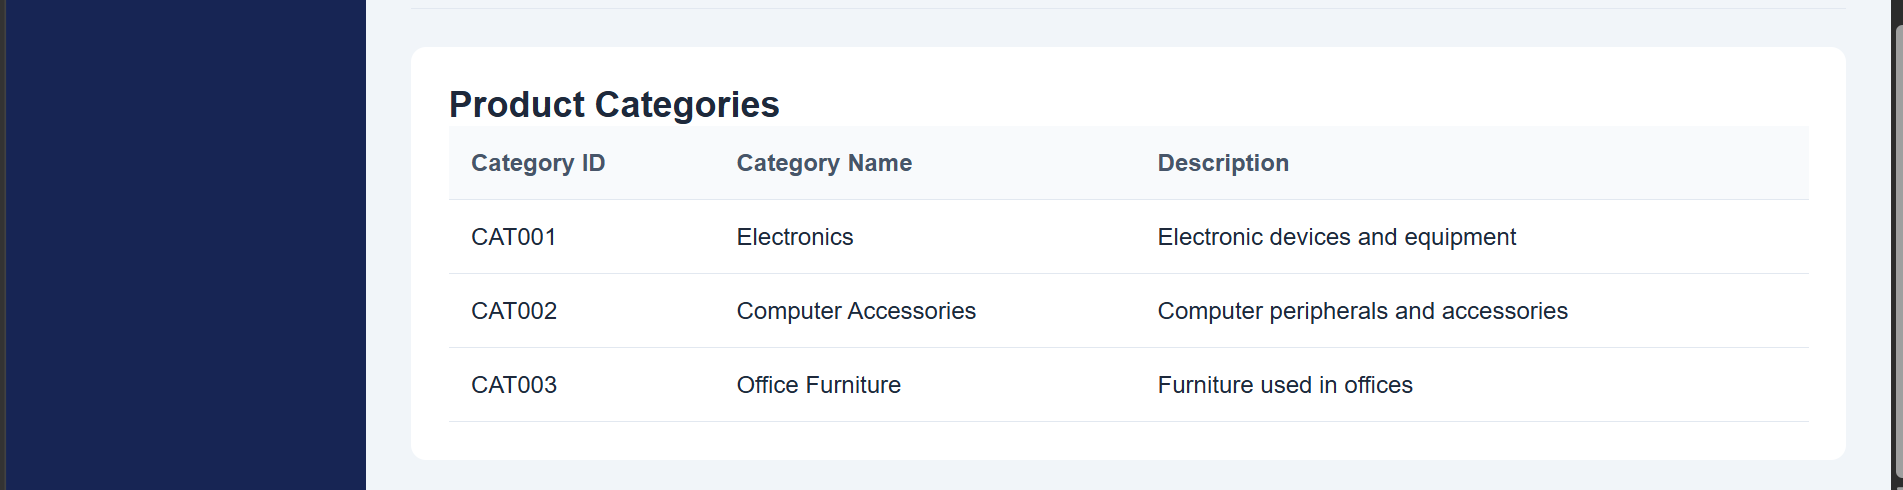 Product Categories
Category ID Category Name Description
CAT001 Electronics Electronic devices and equipment
CAT002 Computer Accessories Computer peripherals and accessories
CAT003 Office Furniture Furniture used in offices